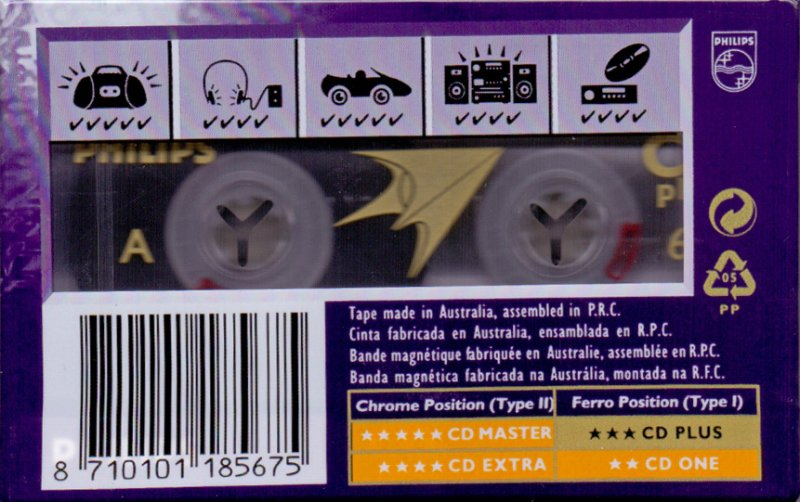 PHILIPS
PHILIPS
A
Tape made in Australia, assembled in P.R.C.
Cinta fabricada en Australia, ensamblada en R.P.C.
Bande magnétique fabriquée en Australie, assemblée en R.P.C.
Banda magnética fabricada na Austrália, montada na R.F.C.
05
PP
Chrome Position (Type II) Ferro Position (Type I)
★★★★★ CD MASTER ★★★ CD PLUS
★★★★ CD EXTRA ★★ CD ONE
8 710101 185675